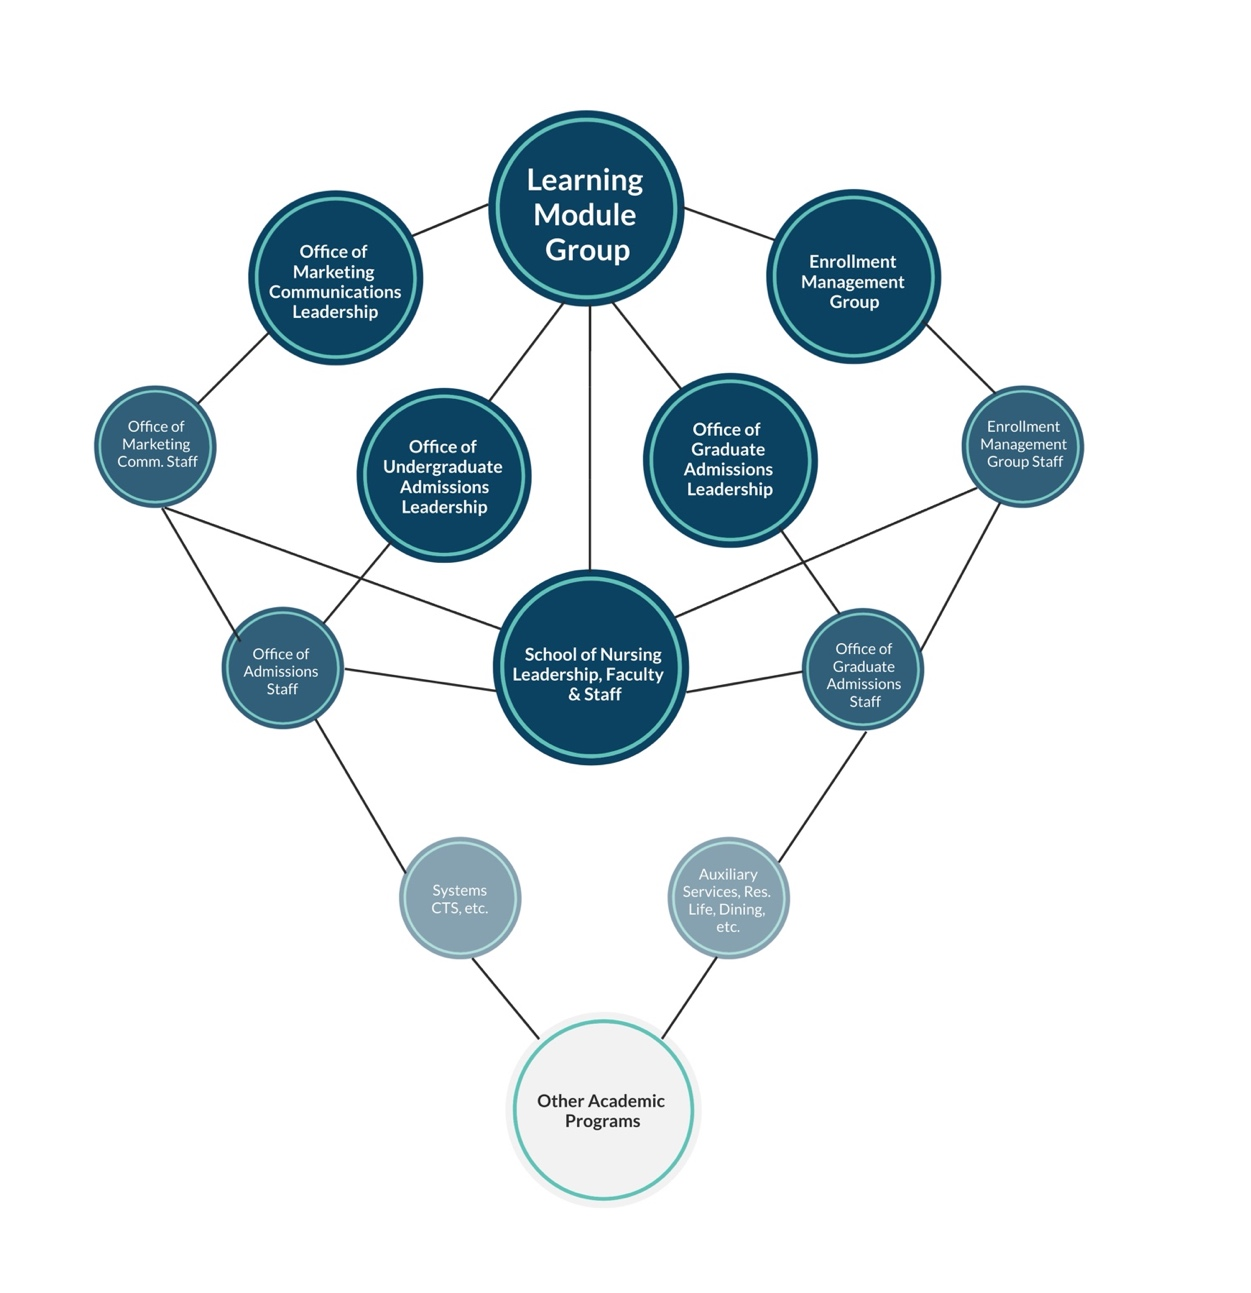 Learning
Module
Group
Office of
Marketing
Communications
Leadership
Enrollment
Management
Group
Office of
Marketing
Comm. Staff
Office of
Undergraduate
Admissions
Leadership
Office of
Graduate
Admissions
Leadership
Enrollment
Management
Group Staff
Office of
Admissions
Staff
School of Nursing
Leadership, Faculty
& Staff
Office of
Graduate
Admissions
Staff
Systems
CTS, etc.
Auxiliary
Services, Res.
Life, Dining,
etc.
Other Academic
Programs